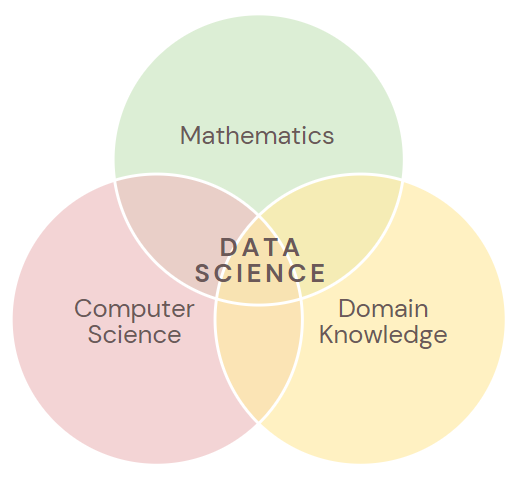 Mathematics
DATA
SCIENCE
Computer
Science
Domain
Knowledge